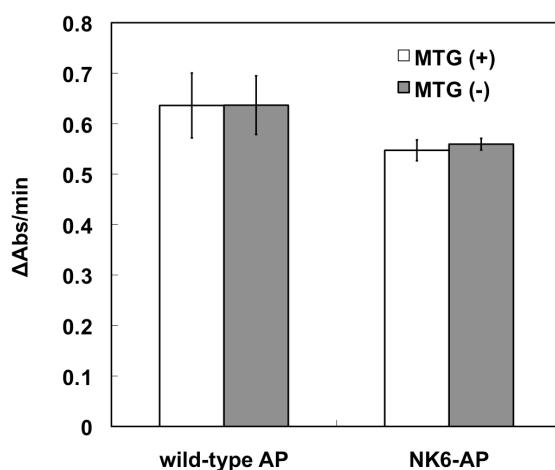 0.8
0.7
0.6
0.5
0.4
0.3
0.2
0.1
0
ΔAbs/min
MTG (+)
MTG (-)
wild-type AP
NK6-AP